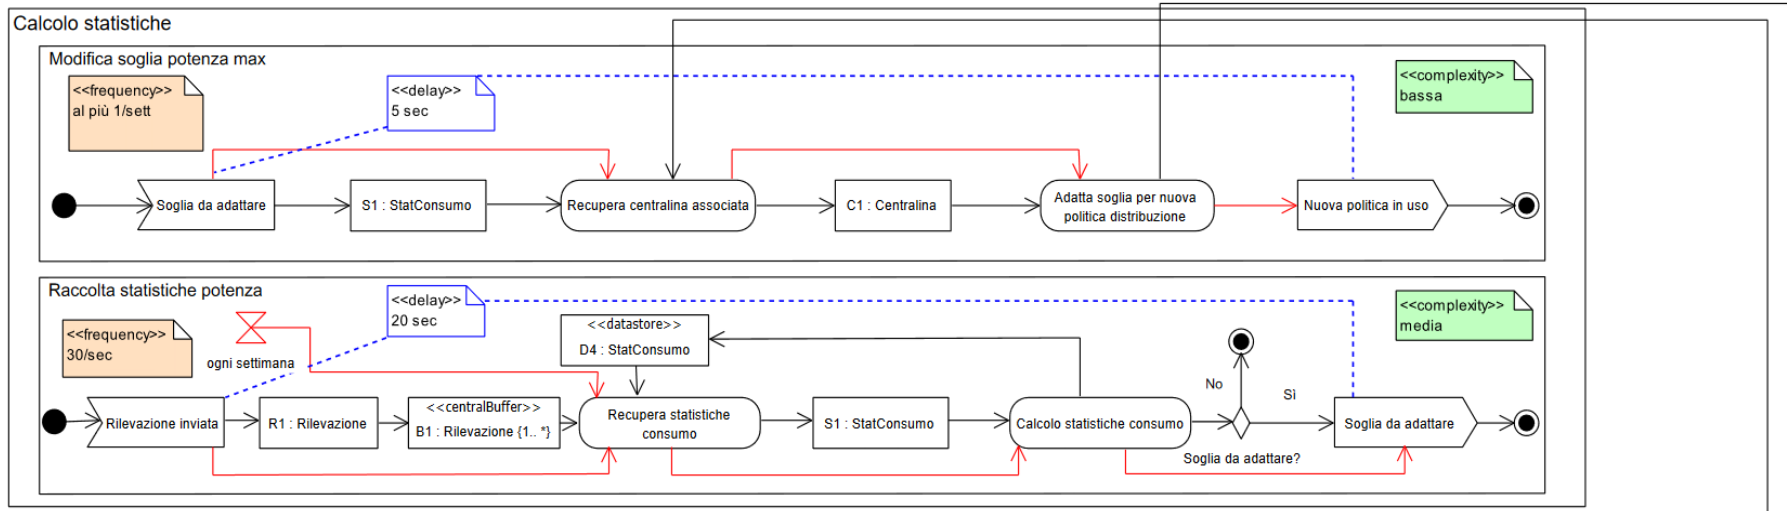 Calcolo statistiche
Modifica soglia potenza max
<<frequency>>
al più 1/sett
<<delay>>
5 sec
<<complexity>>
bassa
Soglia da adattare
S1 : StatConsumo
Recupera centralina associata
C1 : Centralina
Adatta soglia per nuova
politica distribuzione
Nuova politica in uso
Raccolta statistiche potenza
<<frequency>>
30/sec
ogni settimana
<<delay>>
20 sec
<<datastore>>
D4 : StatConsumo
<<complexity>>
media
Rilevazione inviata
R1 : Rilevazione
<<centralBuffer>>
B1 : Rilevazione {1.. *}
Recupera statistiche
consumo
S1 : StatConsumo
Calcolo statistiche consumo
No
Sì
Soglia da adattare?
Soglia da adattare